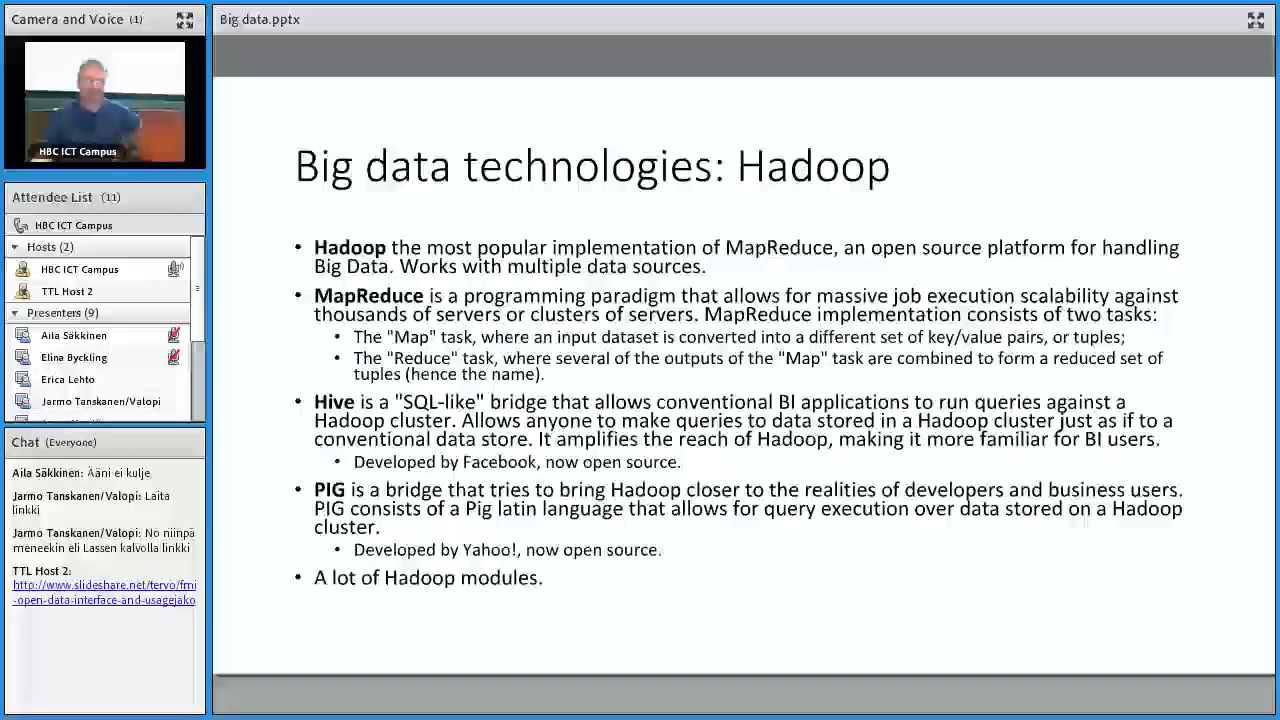 Camera and Voice (1)
HBC ICT Campus
Attendee List (11)
HBC ICT Campus
Hosts (2)
HBC ICT Campus
TTL Host 2
Presenters (9)
Aila Säkkinen
Elina Byckling
Erica Lehto
Jarmo Tanskanen/Valopi
Chat (Everyone)
Aila Säkkinen: Ääni ei kulje
Jarmo Tanskanen/Valopi: Laita
linkki
Jarmo Tanskanen/Valopi: No niinpä
meneekin eli Lassen kalvolla linkki
TTL Host 2:
http://www.slideshare.net/tervo/fmi
-open-data-interface-and-usagejako
Big data.pptx
Big data technologies: Hadoop
• Hadoop the most popular implementation of MapReduce, an open source platform for handling
Big Data. Works with multiple data sources.
• MapReduce is a programming paradigm that allows for massive job execution scalability against
thousands of servers or clusters of servers. MapReduce implementation consists of two tasks:
• The "Map" task, where an input dataset is converted into a different set of key/value pairs, or tuples;
• The "Reduce" task, where several of the outputs of the "Map" task are combined to form a reduced set of
tuples (hence the name).
• Hive is a "SQL-like" bridge that allows conventional BI applications to run queries against a
Hadoop cluster. Allows anyone to make queries to data stored in a Hadoop cluster just as if to a
conventional data store. It amplifies the reach of Hadoop, making it more familiar for BI users.
• Developed by Facebook, now open source.
• PIG is a bridge that tries to bring Hadoop closer to the realities of developers and business users.
PIG consists of a Pig latin language that allows for query execution over data stored on a Hadoop
cluster.
• Developed by Yahoo!, now open source.
• A lot of Hadoop modules.